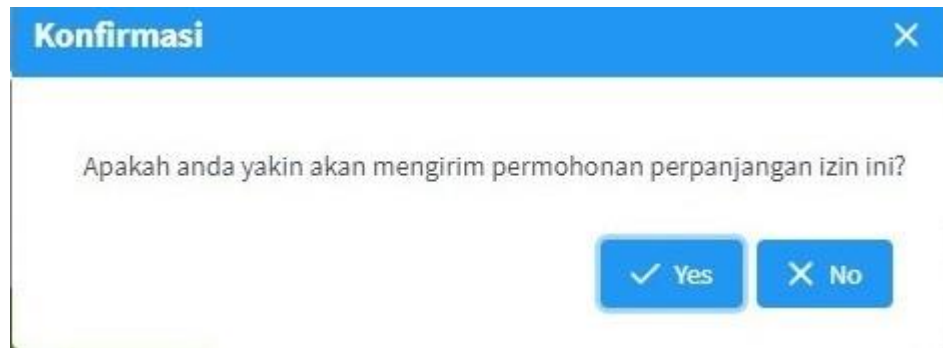 Konfirmasi
Apakah anda yakin akan mengirim permohonan perpanjangan izin ini?
Yes
No